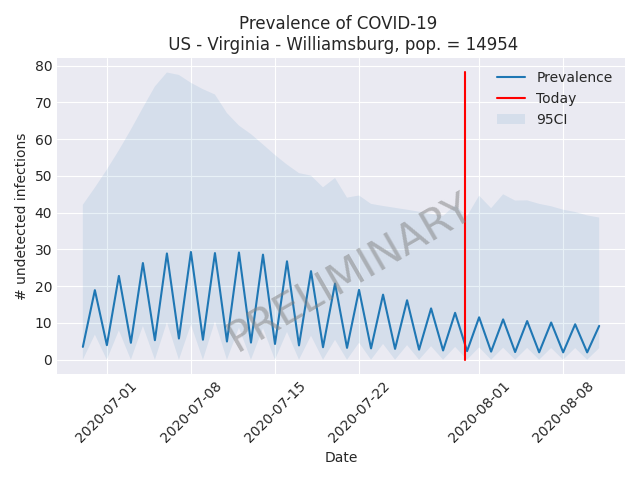 Prevalence of COVID-19
US - Virginia - Williamsburg, pop. = 14954
80
70
60
50
40
30
20
10
0
# undetected infections
Prevalence
Today
95CI
PRELIMINARY
2020-07-01
2020-07-08
2020-07-15
2020-07-22
2020-08-01
2020-08-08
Date